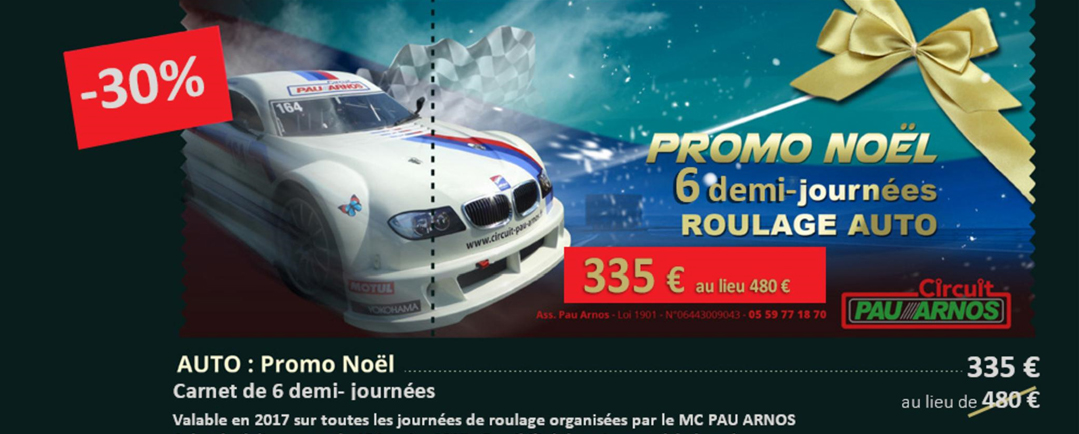 -30%
PAU ARNOS
164
www.circuit-pau-arnos.fr
MOTUL
YOKOHAMA
PROMO NOËL
6 demi-journées
ROULAGE AUTO
335 € au lieu 480 €
Ass. Pau Arnos - Loi 1901 - N°06443009043 - 05 59 77 18 70
Circuit
PAU ARNOS
AUTO : Promo Noël 335 €
Carnet de 6 demi- journées
au lieu de 480 €
Valable en 2017 sur toutes les journées de roulage organisées par le MC PAU ARNOS